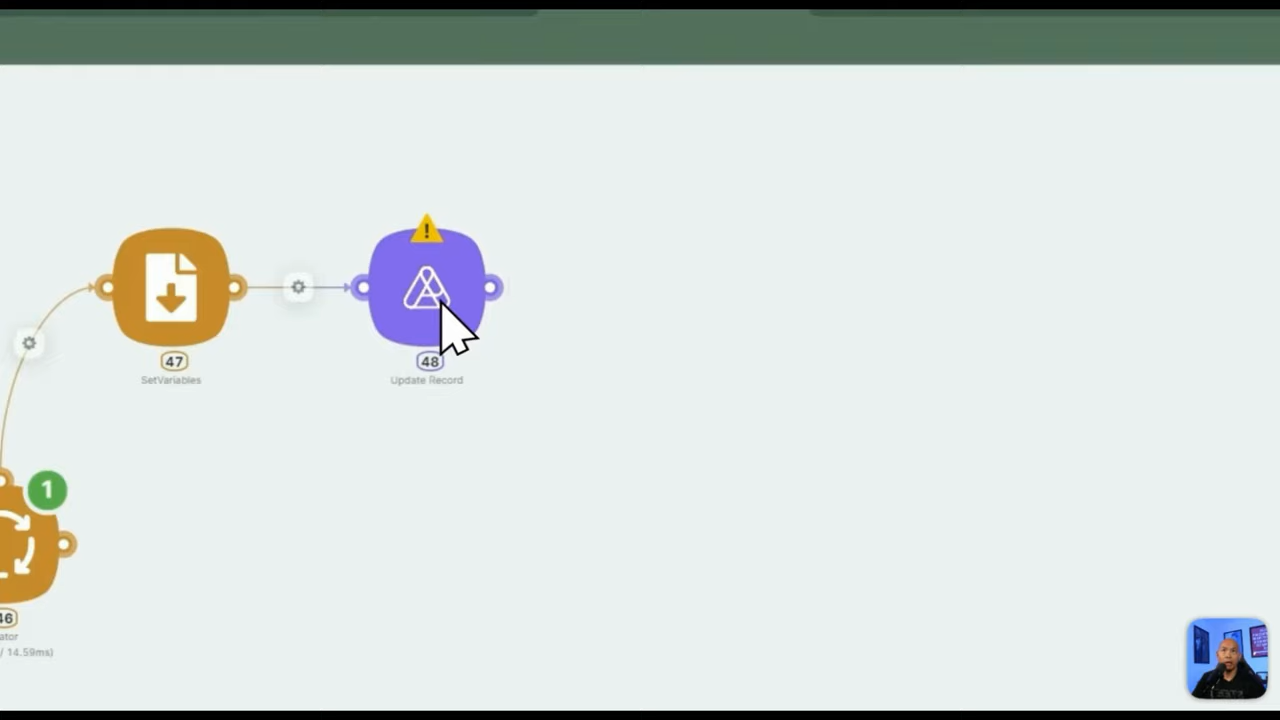 !
47
48
SetVariables
Update Record
1
46
ator
/ 14.59ms)